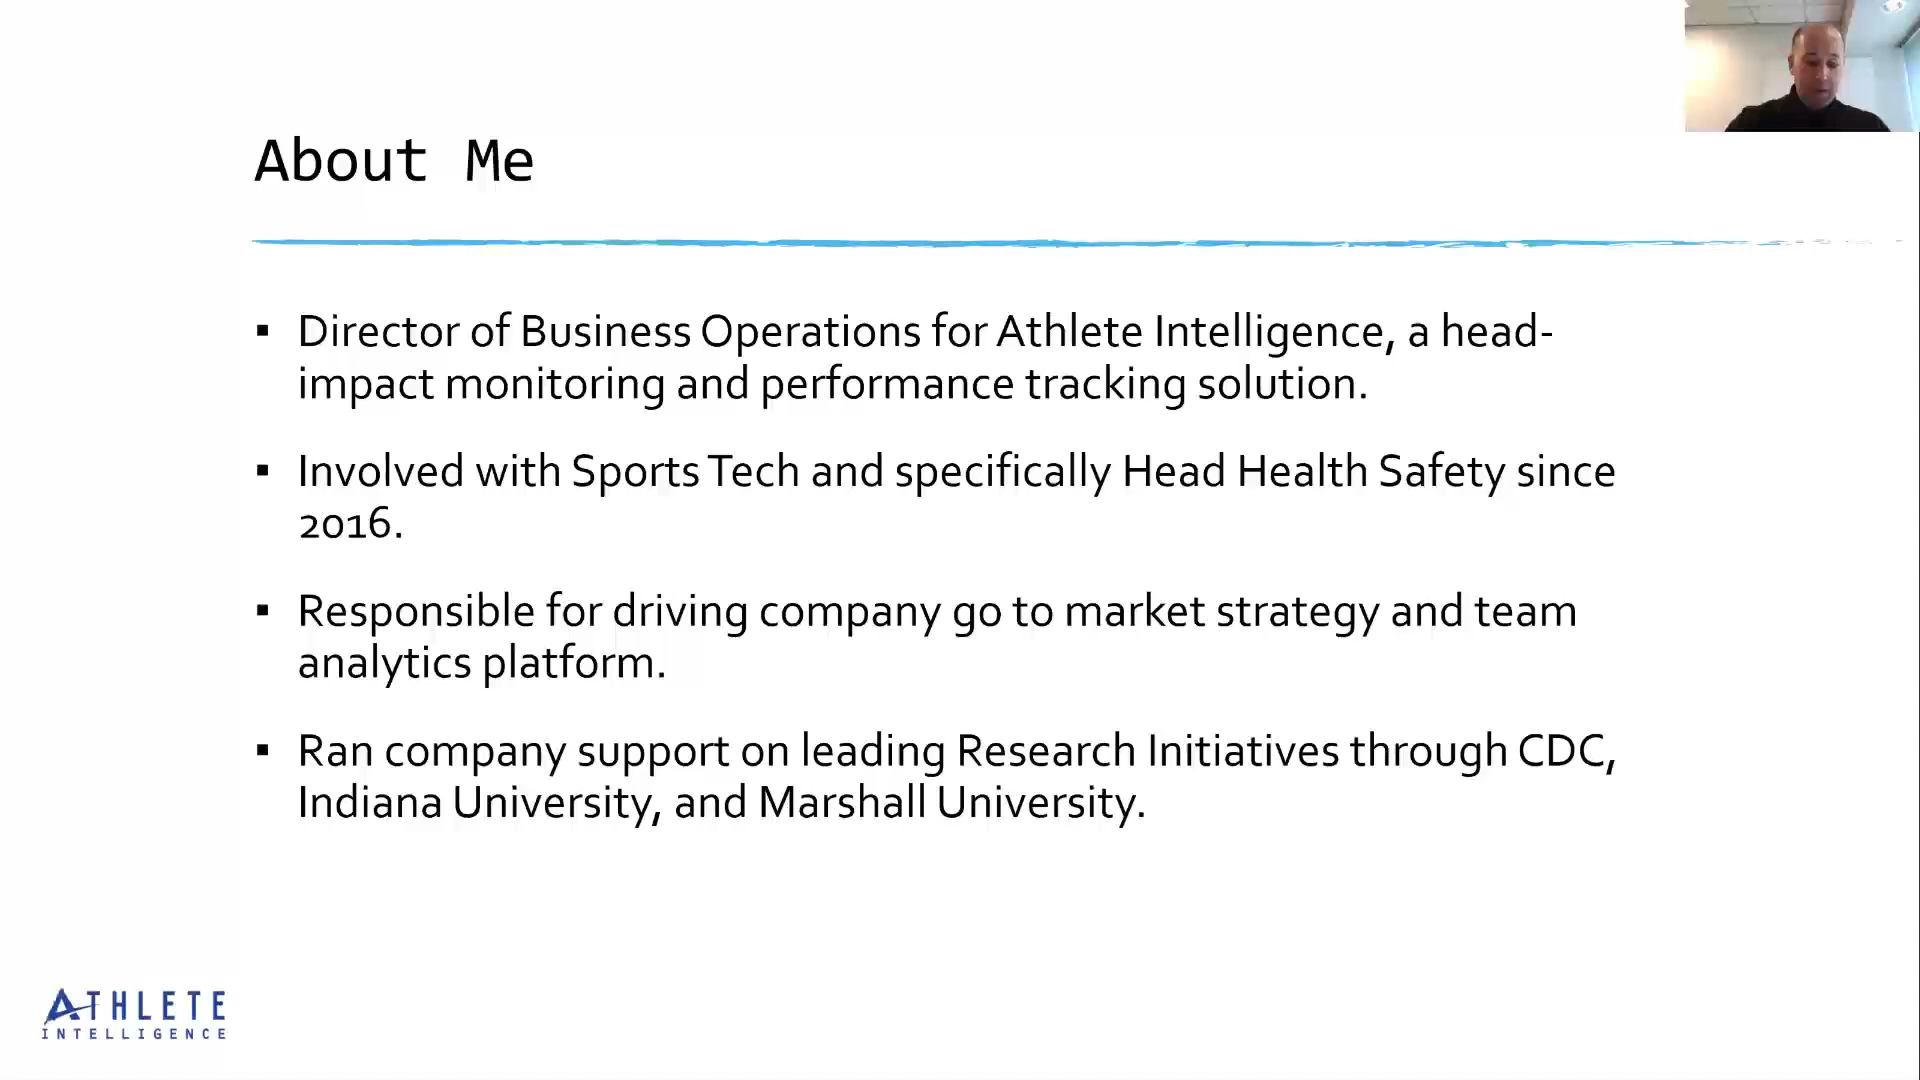 About Me
▪ Director of Business Operations for Athlete Intelligence, a head-
impact monitoring and performance tracking solution.
▪ Involved with Sports Tech and specifically Head Health Safety since
2016.
▪ Responsible for driving company go to market strategy and team
analytics platform.
▪ Ran company support on leading Research Initiatives through CDC,
Indiana University, and Marshall University.
ATHLETE
INTELLIGENCE